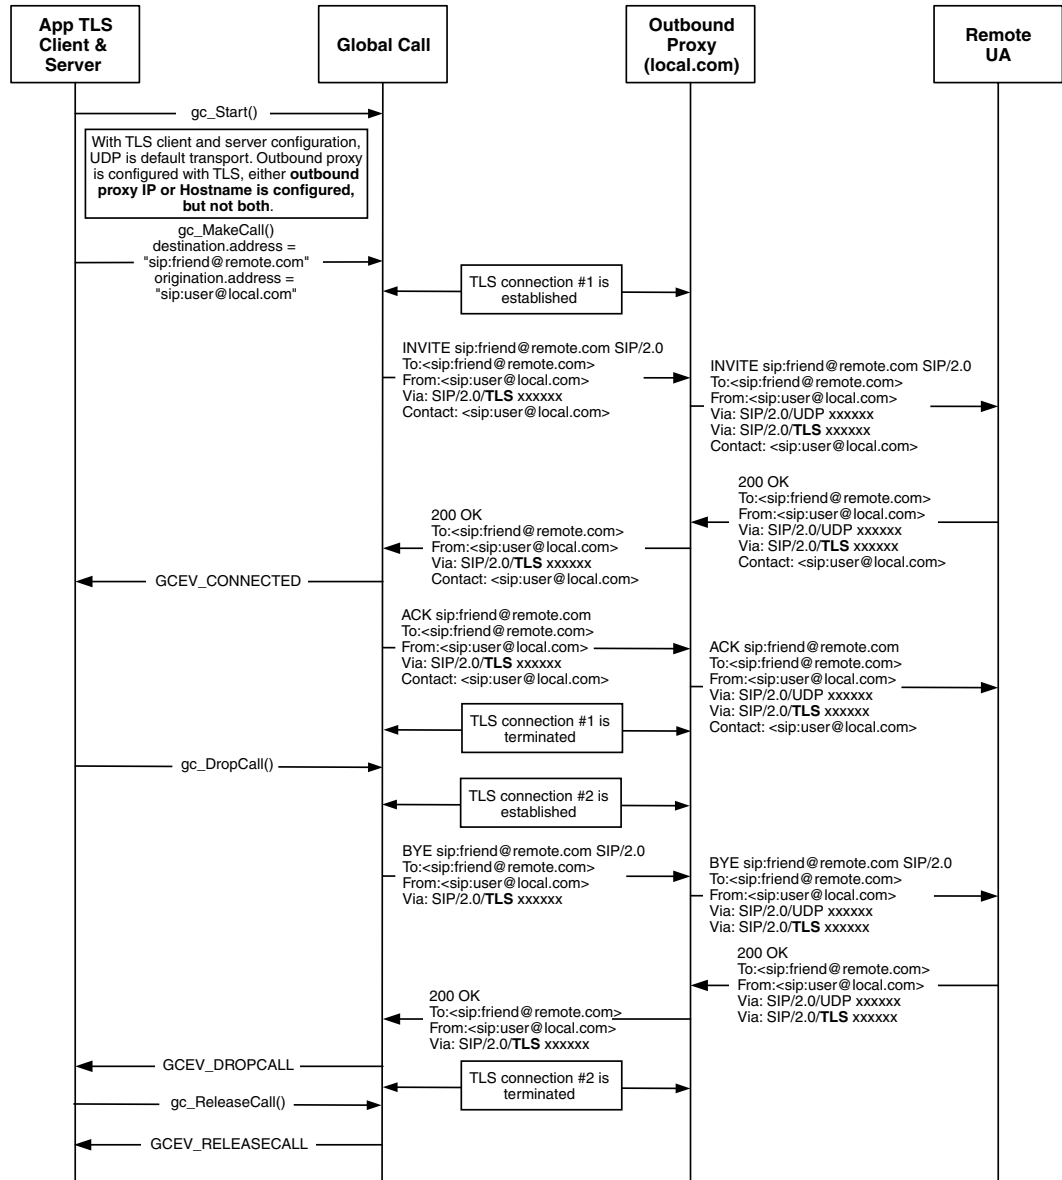 App TLS
Client &
Server
Global Call
Outbound
Proxy
(local.com)
Remote
UA
gc_Start()
With TLS client and server configuration,
UDP is default transport. Outbound proxy
is configured with TLS, either outbound
proxy IP or Hostname is configured,
but not both.
gc_MakeCall()
destination.address =
"sip:friend@remote.com"
origination.address =
"sip:user@local.com"
TLS connection #1 is
established
INVITE sip:friend@remote.com SIP/2.0
To:<sip:friend@remote.com>
From:<sip:user@local.com>
Via: SIP/2.0/TLS xxxxxx
Contact: <sip:user@local.com>
INVITE sip:friend@remote.com SIP/2.0
To:<sip:friend@remote.com>
From:<sip:user@local.com>
Via: SIP/2.0/UDP xxxxxx
Via: SIP/2.0/TLS xxxxxx
Contact: <sip:user@local.com>
200 OK
To:<sip:friend@remote.com>
From:<sip:user@local.com>
Via: SIP/2.0/UDP xxxxxx
Via: SIP/2.0/TLS xxxxxx
Contact: <sip:user@local.com>
200 OK
To:<sip:friend@remote.com>
From:<sip:user@local.com>
Via: SIP/2.0/TLS xxxxxx
Contact: <sip:user@local.com>
GCEV_CONNECTED
ACK sip:friend@remote.com
To:<sip:friend@remote.com>
From:<sip:user@local.com>
Via: SIP/2.0/TLS xxxxxx
Contact: <sip:user@local.com>
ACK sip:friend@remote.com
To:<sip:friend@remote.com>
From:<sip:user@local.com>
Via: SIP/2.0/UDP xxxxxx
Via: SIP/2.0/TLS xxxxxx
Contact: <sip:user@local.com>
TLS connection #1 is
terminated
gc_DropCall()
TLS connection #2 is
established
BYE sip:friend@remote.com SIP/2.0
To:<sip:friend@remote.com>
From:<sip:user@local.com>
Via: SIP/2.0/TLS xxxxxx
BYE sip:friend@remote.com SIP/2.0
To:<sip:friend@remote.com>
From:<sip:user@local.com>
Via: SIP/2.0/UDP xxxxxx
Via: SIP/2.0/TLS xxxxxx
200 OK
To:<sip:friend@remote.com>
From:<sip:user@local.com>
Via: SIP/2.0/UDP xxxxxx
Via: SIP/2.0/TLS xxxxxx
200 OK
To:<sip:friend@remote.com>
From:<sip:user@local.com>
Via: SIP/2.0/TLS xxxxxx
GCEV_DROPCALL
TLS connection #2 is
terminated
gc_ReleaseCall()
GCEV_RELEASECALL